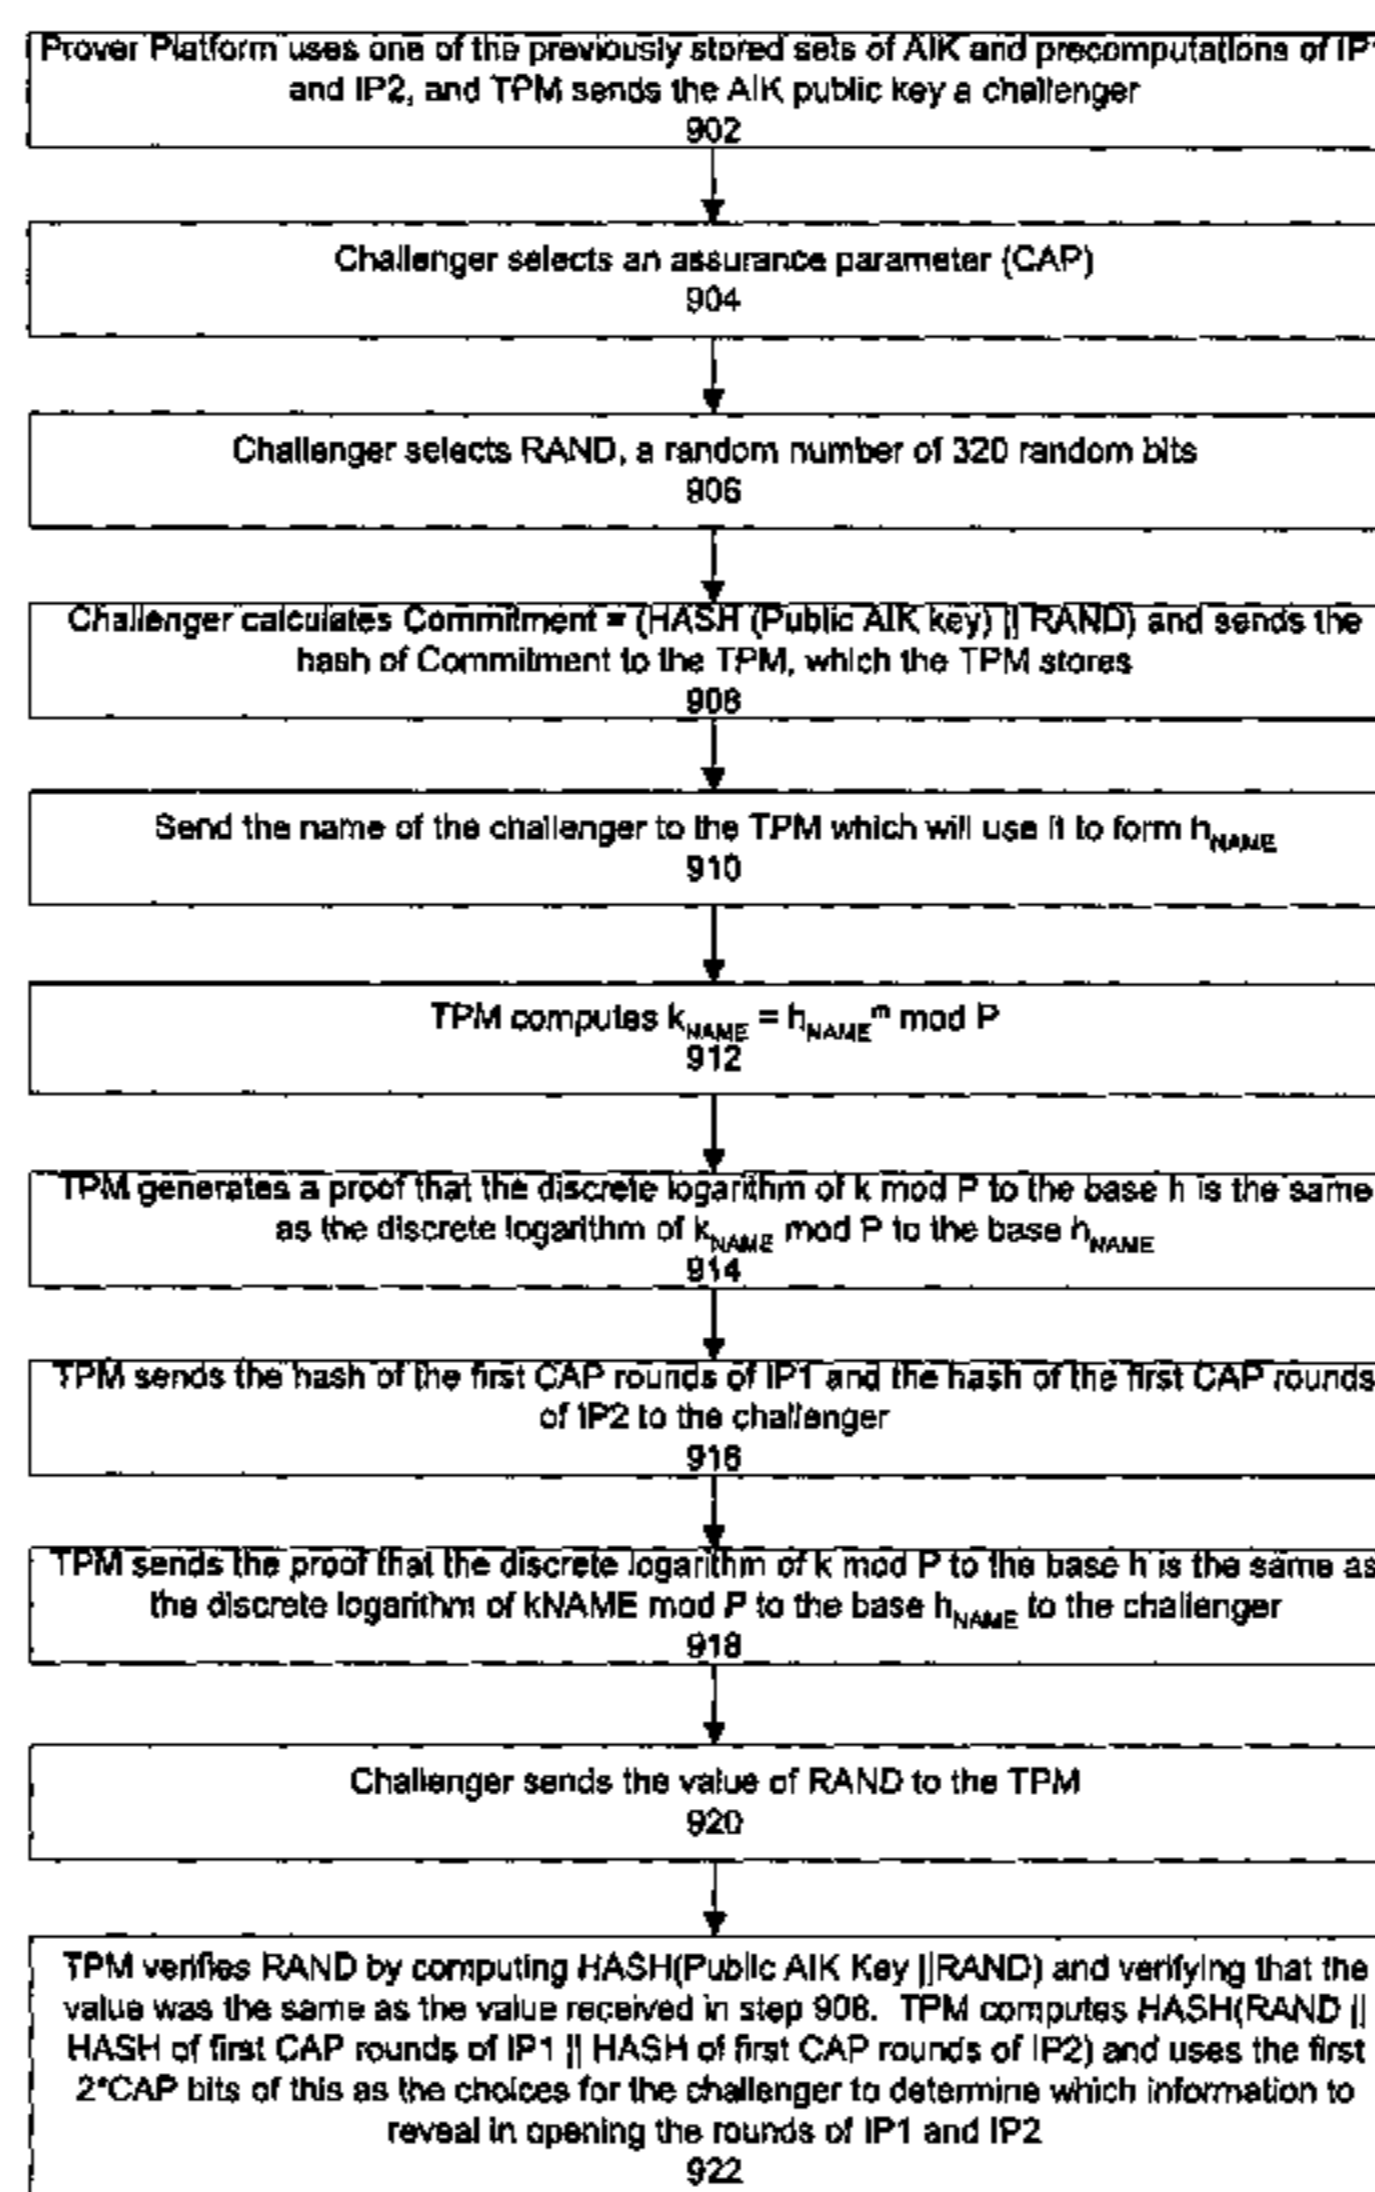 Prover Platform uses one of the previously stored sets of AIK and precomputations of IP1
and IP2, and TPM sends the AIK public key a challenger
902
Challenger selects an assurance parameter (CAP)
904
Challenger selects RAND, a random number of 320 random bits
906
Challenger calculates Commitment = (HASH (Public AIK key) || RAND) and sends the
hash of Commitment to the TPM, which the TPM stores
908
Send the name of the challenger to the TPM which will use it to form hNAME
910
TPM computes kNAME = hNAME^m mod P
912
TPM generates a proof that the discrete logarithm of k mod P to the base h is the same
as the discrete logarithm of kNAME mod P to the base hNAME
914
TPM sends the hash of the first CAP rounds of IP1 and the hash of the first CAP rounds
of IP2 to the challenger
916
TPM sends the proof that the discrete logarithm of k mod P to the base h is the same as
the discrete logarithm of kNAME mod P to the base hNAME to the challenger
918
Challenger sends the value of RAND to the TPM
920
TPM verifies RAND by computing HASH(Public AIK Key ||RAND) and verifying that the
value was the same as the value received in step 908. TPM computes HASH(RAND ||
HASH of first CAP rounds of IP1 || HASH of first CAP rounds of IP2) and uses the first
2*CAP bits of this as the choices for the challenger to determine which information to
reveal in opening the rounds of IP1 and IP2
922